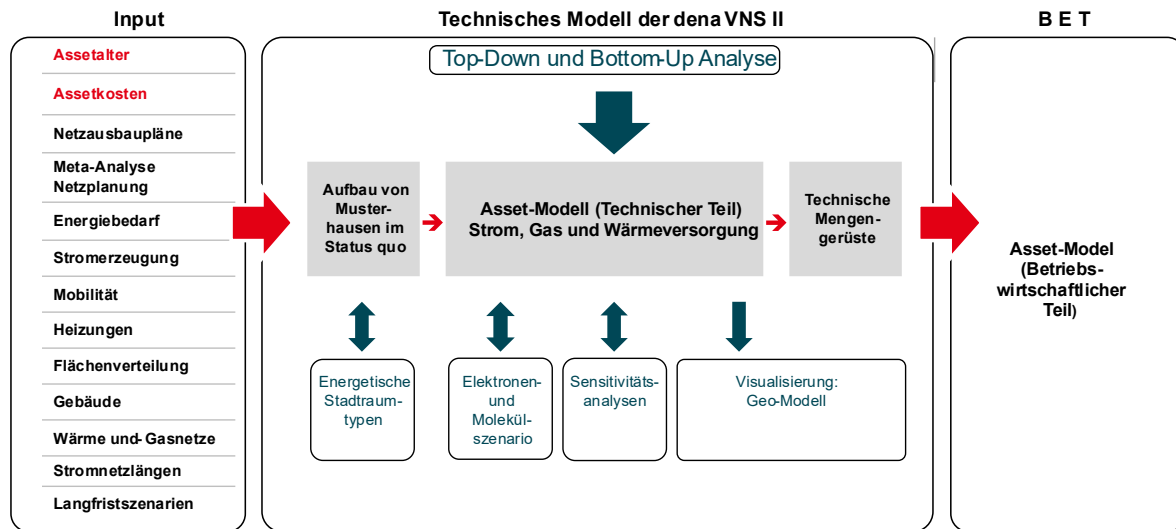 Input
Assetalter
Assetkosten
Netzausbaupläne
Meta-Analyse
Netzplanung
Energiebedarf
Stromerzeugung
Mobilität
Heizungen
Flächenverteilung
Gebäude
Wärme und- Gasnetze
Stromnetzlängen
Langfristszenarien
Technisches Modell der dena VNS II
Top-Down und Bottom-Up Analyse
Aufbau von
Muster-
hausen im
Status quo
Asset-Modell (Technischer Teil)
Strom, Gas und Wärmeversorgung
Technische
Mengen-
gerüste
Energetische
Stadtraum-
typen
Elektronen-
und
Molekül-
szenario
Sensitivitäts-
analysen
Visualisierung:
Geo-Modell
B E T
Asset-Model
(Betriebs-
wirtschaftlicher
Teil)